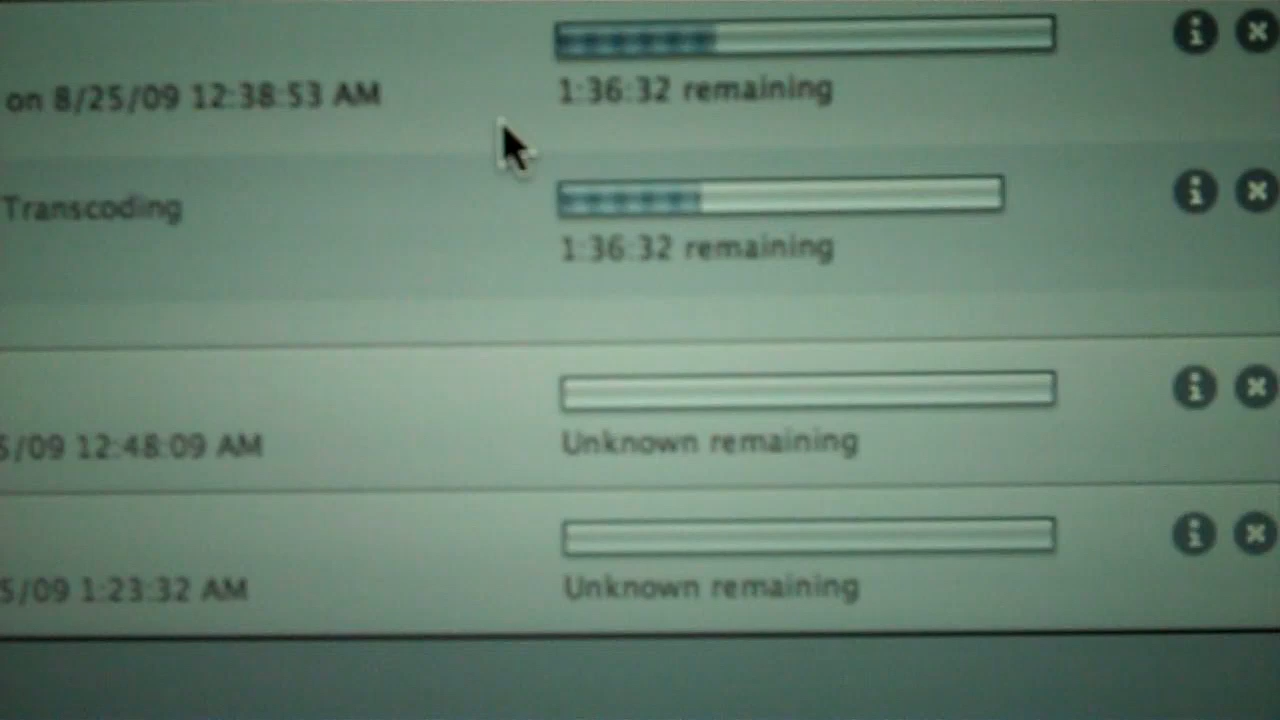 on 8/25/09 12:38:53 AM
1:36:32 remaining
Transcoding
1:36:32 remaining
5/09 12:48:09 AM
Unknown remaining
5/09 1:23:32 AM
Unknown remaining